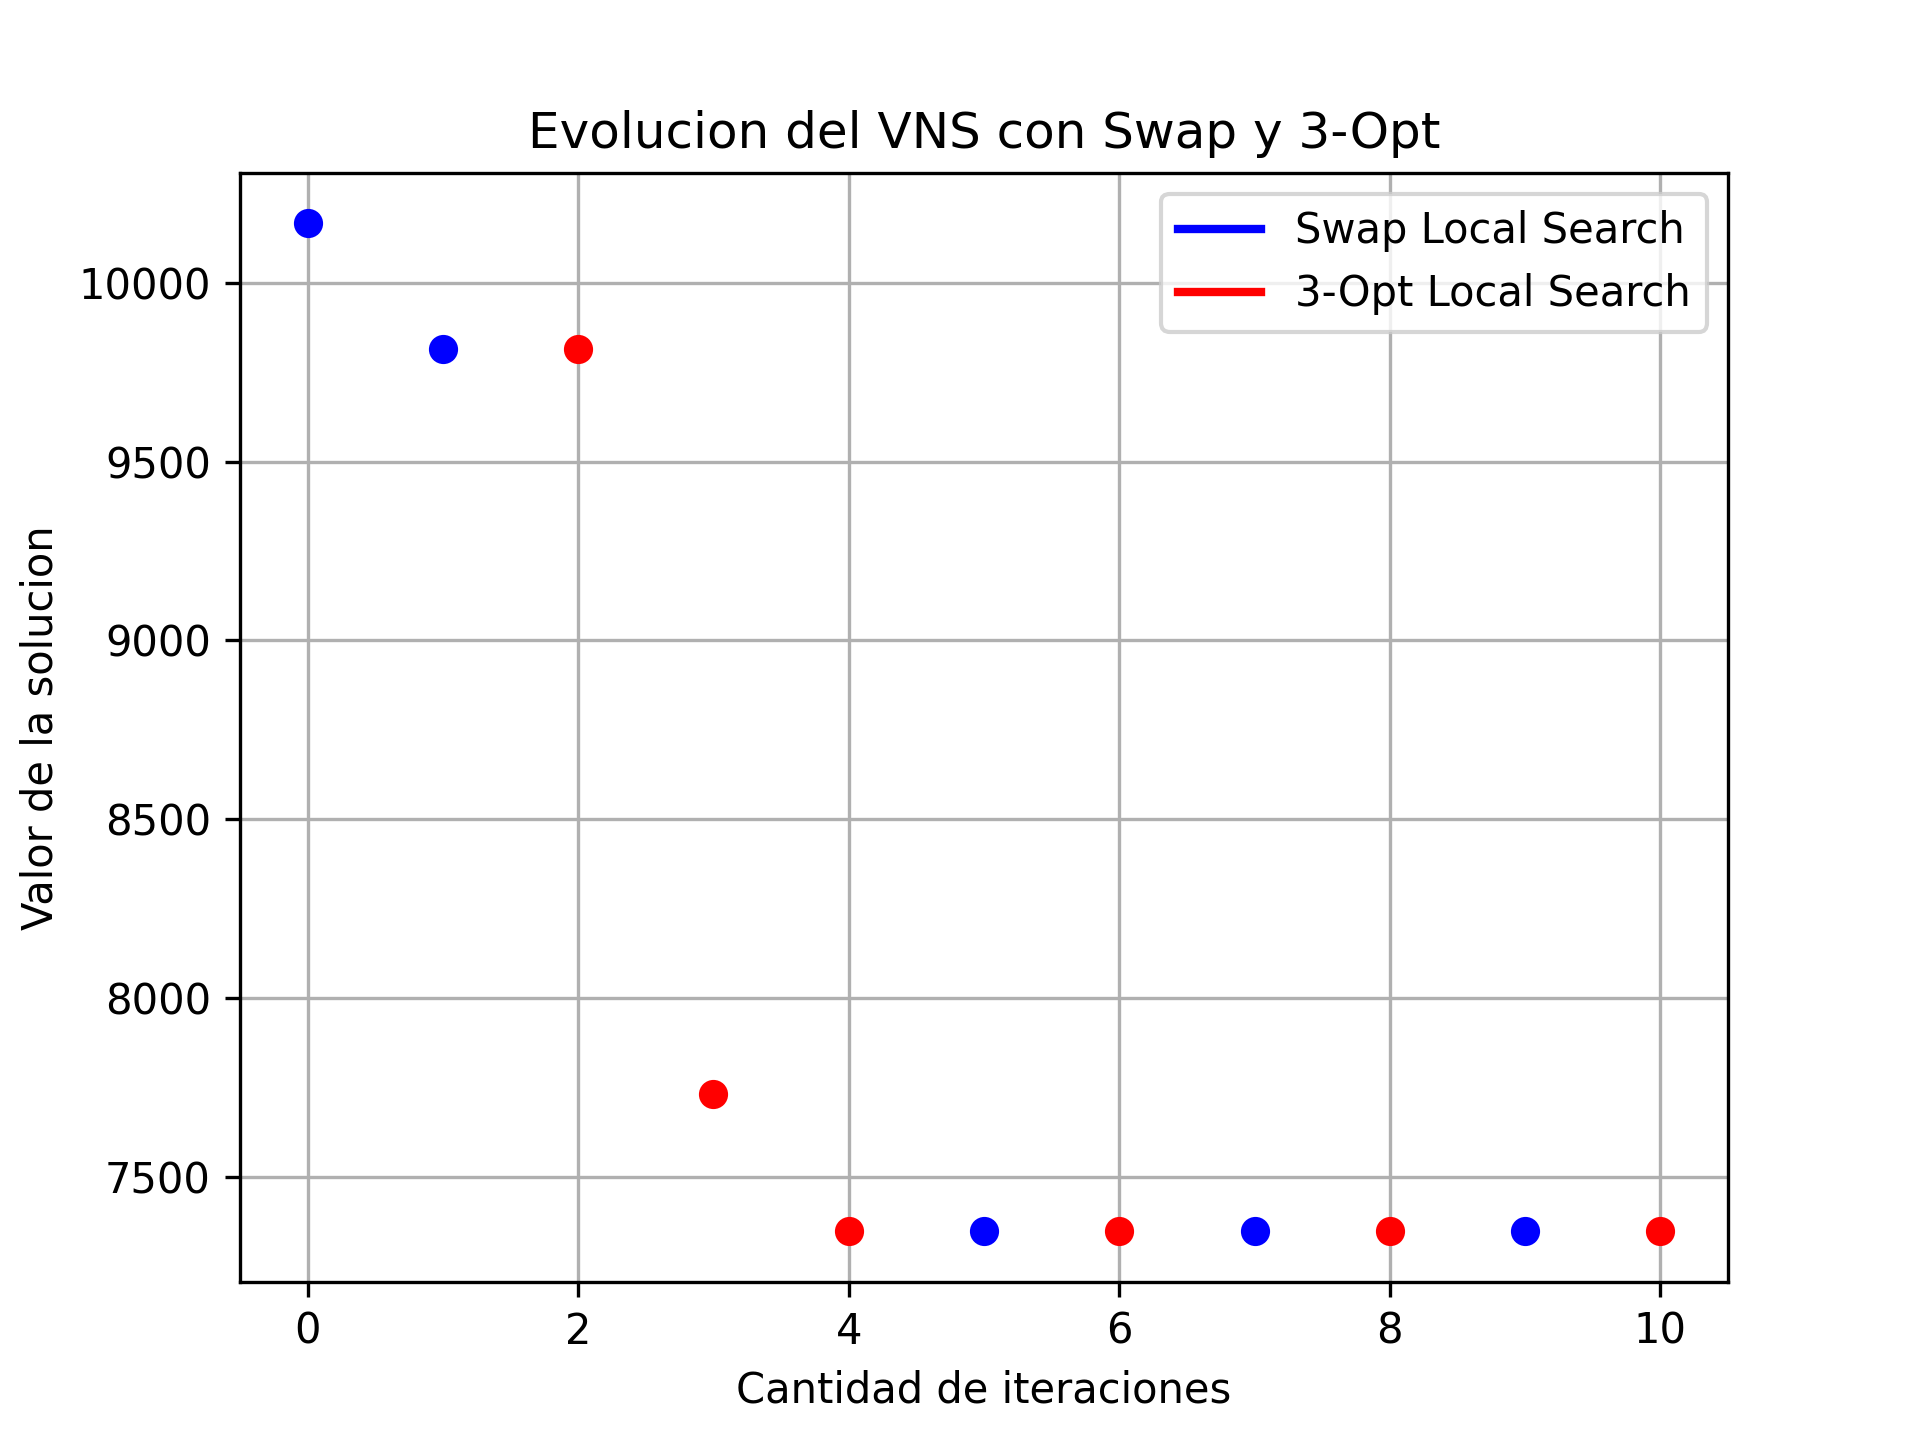 Evolucion del VNS con Swap y 3-Opt
Swap Local Search
3-Opt Local Search
Valor de la solucion
10000
9500
9000
8500
8000
7500
0 2 4 6 8 10
Cantidad de iteraciones